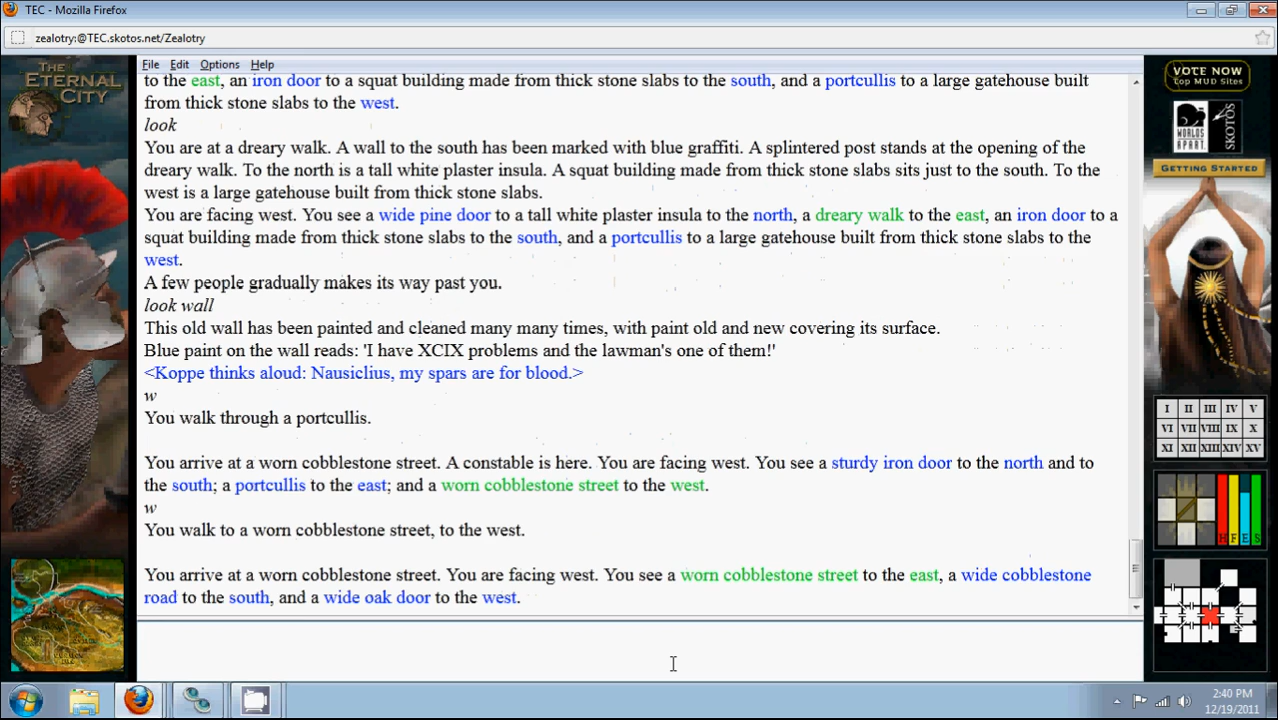 TEC - Mozilla Firefox
zealotry:@TEC.skotos.net/Zealotry
THE ETERNAL CITY
File Edit Options Help
to the east, an iron door to a squat building made from thick stone slabs to the south, and a portcullis to a large gatehouse built
from thick stone slabs to the west.
look
You are at a dreary walk. A wall to the south has been marked with blue graffiti. A splintered post stands at the opening of the
dreary walk. To the north is a tall white plaster insula. A squat building made from thick stone slabs sits just to the south. To the
west is a large gatehouse built from thick stone slabs.
You are facing west. You see a wide pine door to a tall white plaster insula to the north, a dreary walk to the east, an iron door to a
squat building made from thick stone slabs to the south, and a portcullis to a large gatehouse built from thick stone slabs to the
west.
A few people gradually makes its way past you.
look wall
This old wall has been painted and cleaned many many times, with paint old and new covering its surface.
Blue paint on the wall reads: 'I have XCIX problems and the lawman's one of them!'
<Koppe thinks aloud: Nausiclius, my spars are for blood.>
w
You walk through a portcullis.
You arrive at a worn cobblestone street. A constable is here. You are facing west. You see a sturdy iron door to the north and to
the south; a portcullis to the east; and a worn cobblestone street to the west.
w
You walk to a worn cobblestone street, to the west.
You arrive at a worn cobblestone street. You are facing west. You see a worn cobblestone street to the east, a wide cobblestone
road to the south, and a wide oak door to the west.
VOTE NOW
Top MUD Sites
WORLDS APART
SKOTOS
GETTING STARTED
I II III IV V
VI VII VIII IX X
XI XII XIII XIV XV
H F E S
2:40 PM
12/19/2011